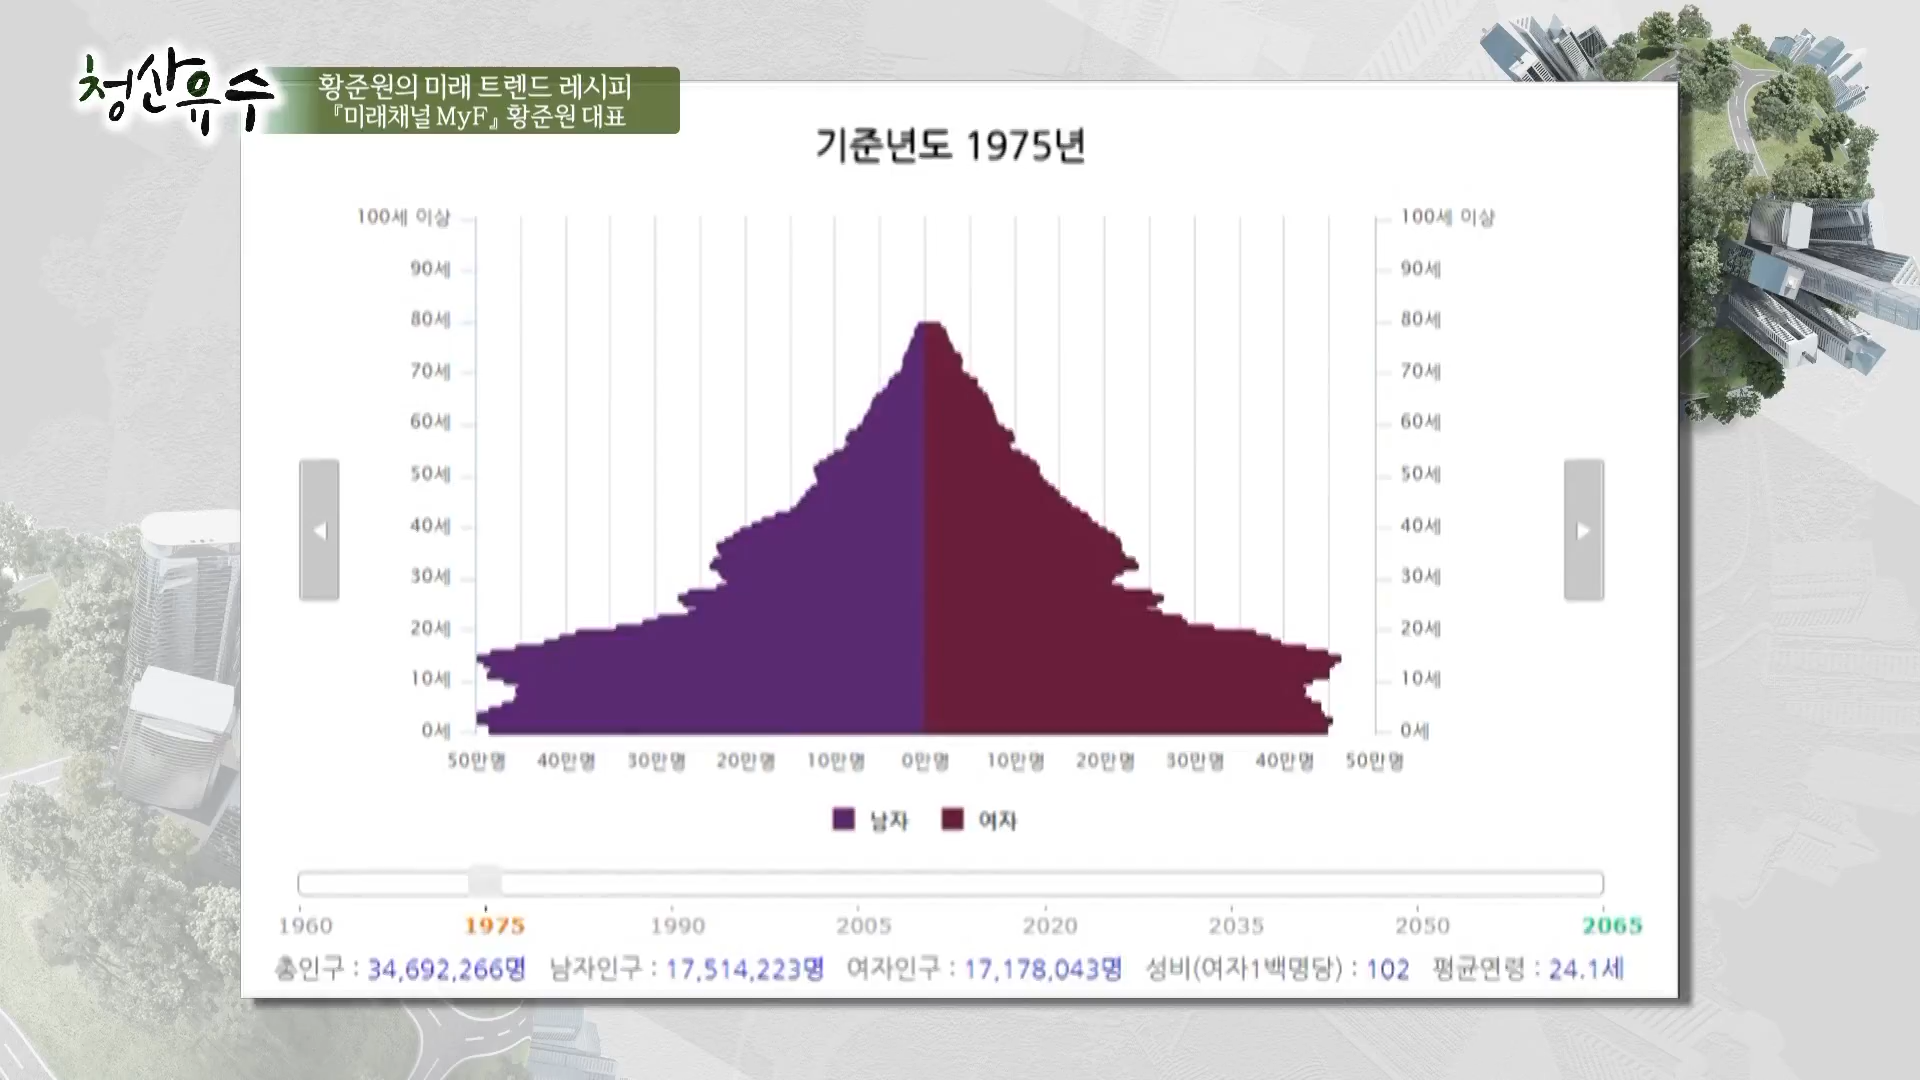 청산유수
황준원의 미래 트렌드 레시피
『미래채널 MyF』 황준원 대표
기준년도 1975년
100세 이상 100세 이상
90세 90세
80세 80세
70세 70세
60세 60세
50세 50세
40세 40세
30세 30세
20세 20세
10세 10세
0세 0세
50만명 40만명 30만명 20만명 10만명 0만명 10만명 20만명 30만명 40만명 50만명
남자 여자
1960 1975 1990 2005 2020 2035 2050 2065
총인구 : 34,692,266명 남자인구 : 17,514,223명 여자인구 : 17,178,043명 성비(여자1백명당) : 102 평균연령 : 24.1세